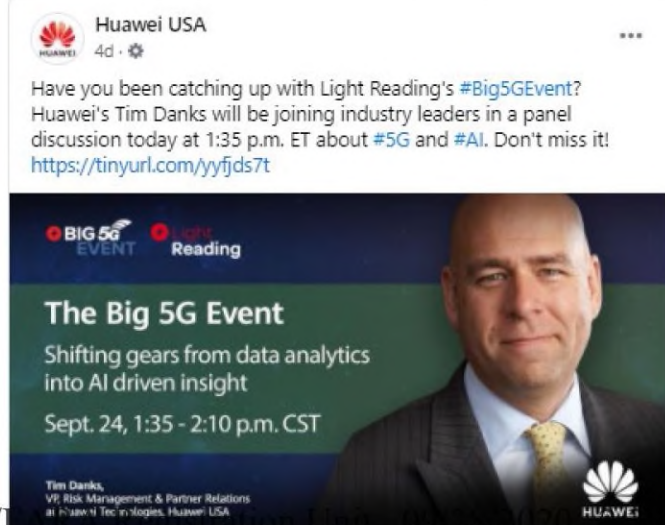 Huawei USA
4d ·
Have you been catching up with Light Reading's #Big5GEvent?
Huawei's Tim Danks will be joining industry leaders in a panel
discussion today at 1:35 p.m. ET about #5G and #AI. Don't miss it!
https://tinyurl.com/yyfjds7t
BIG 5G
EVENT
Light
Reading
The Big 5G Event
Shifting gears from data analytics
into AI driven insight
Sept. 24, 1:35 - 2:10 p.m. CST
Tim Danks,
VP, Risk Management & Partner Relations
at Huawei Technologies, Huawei USA
HUAWEI
HUAWEI